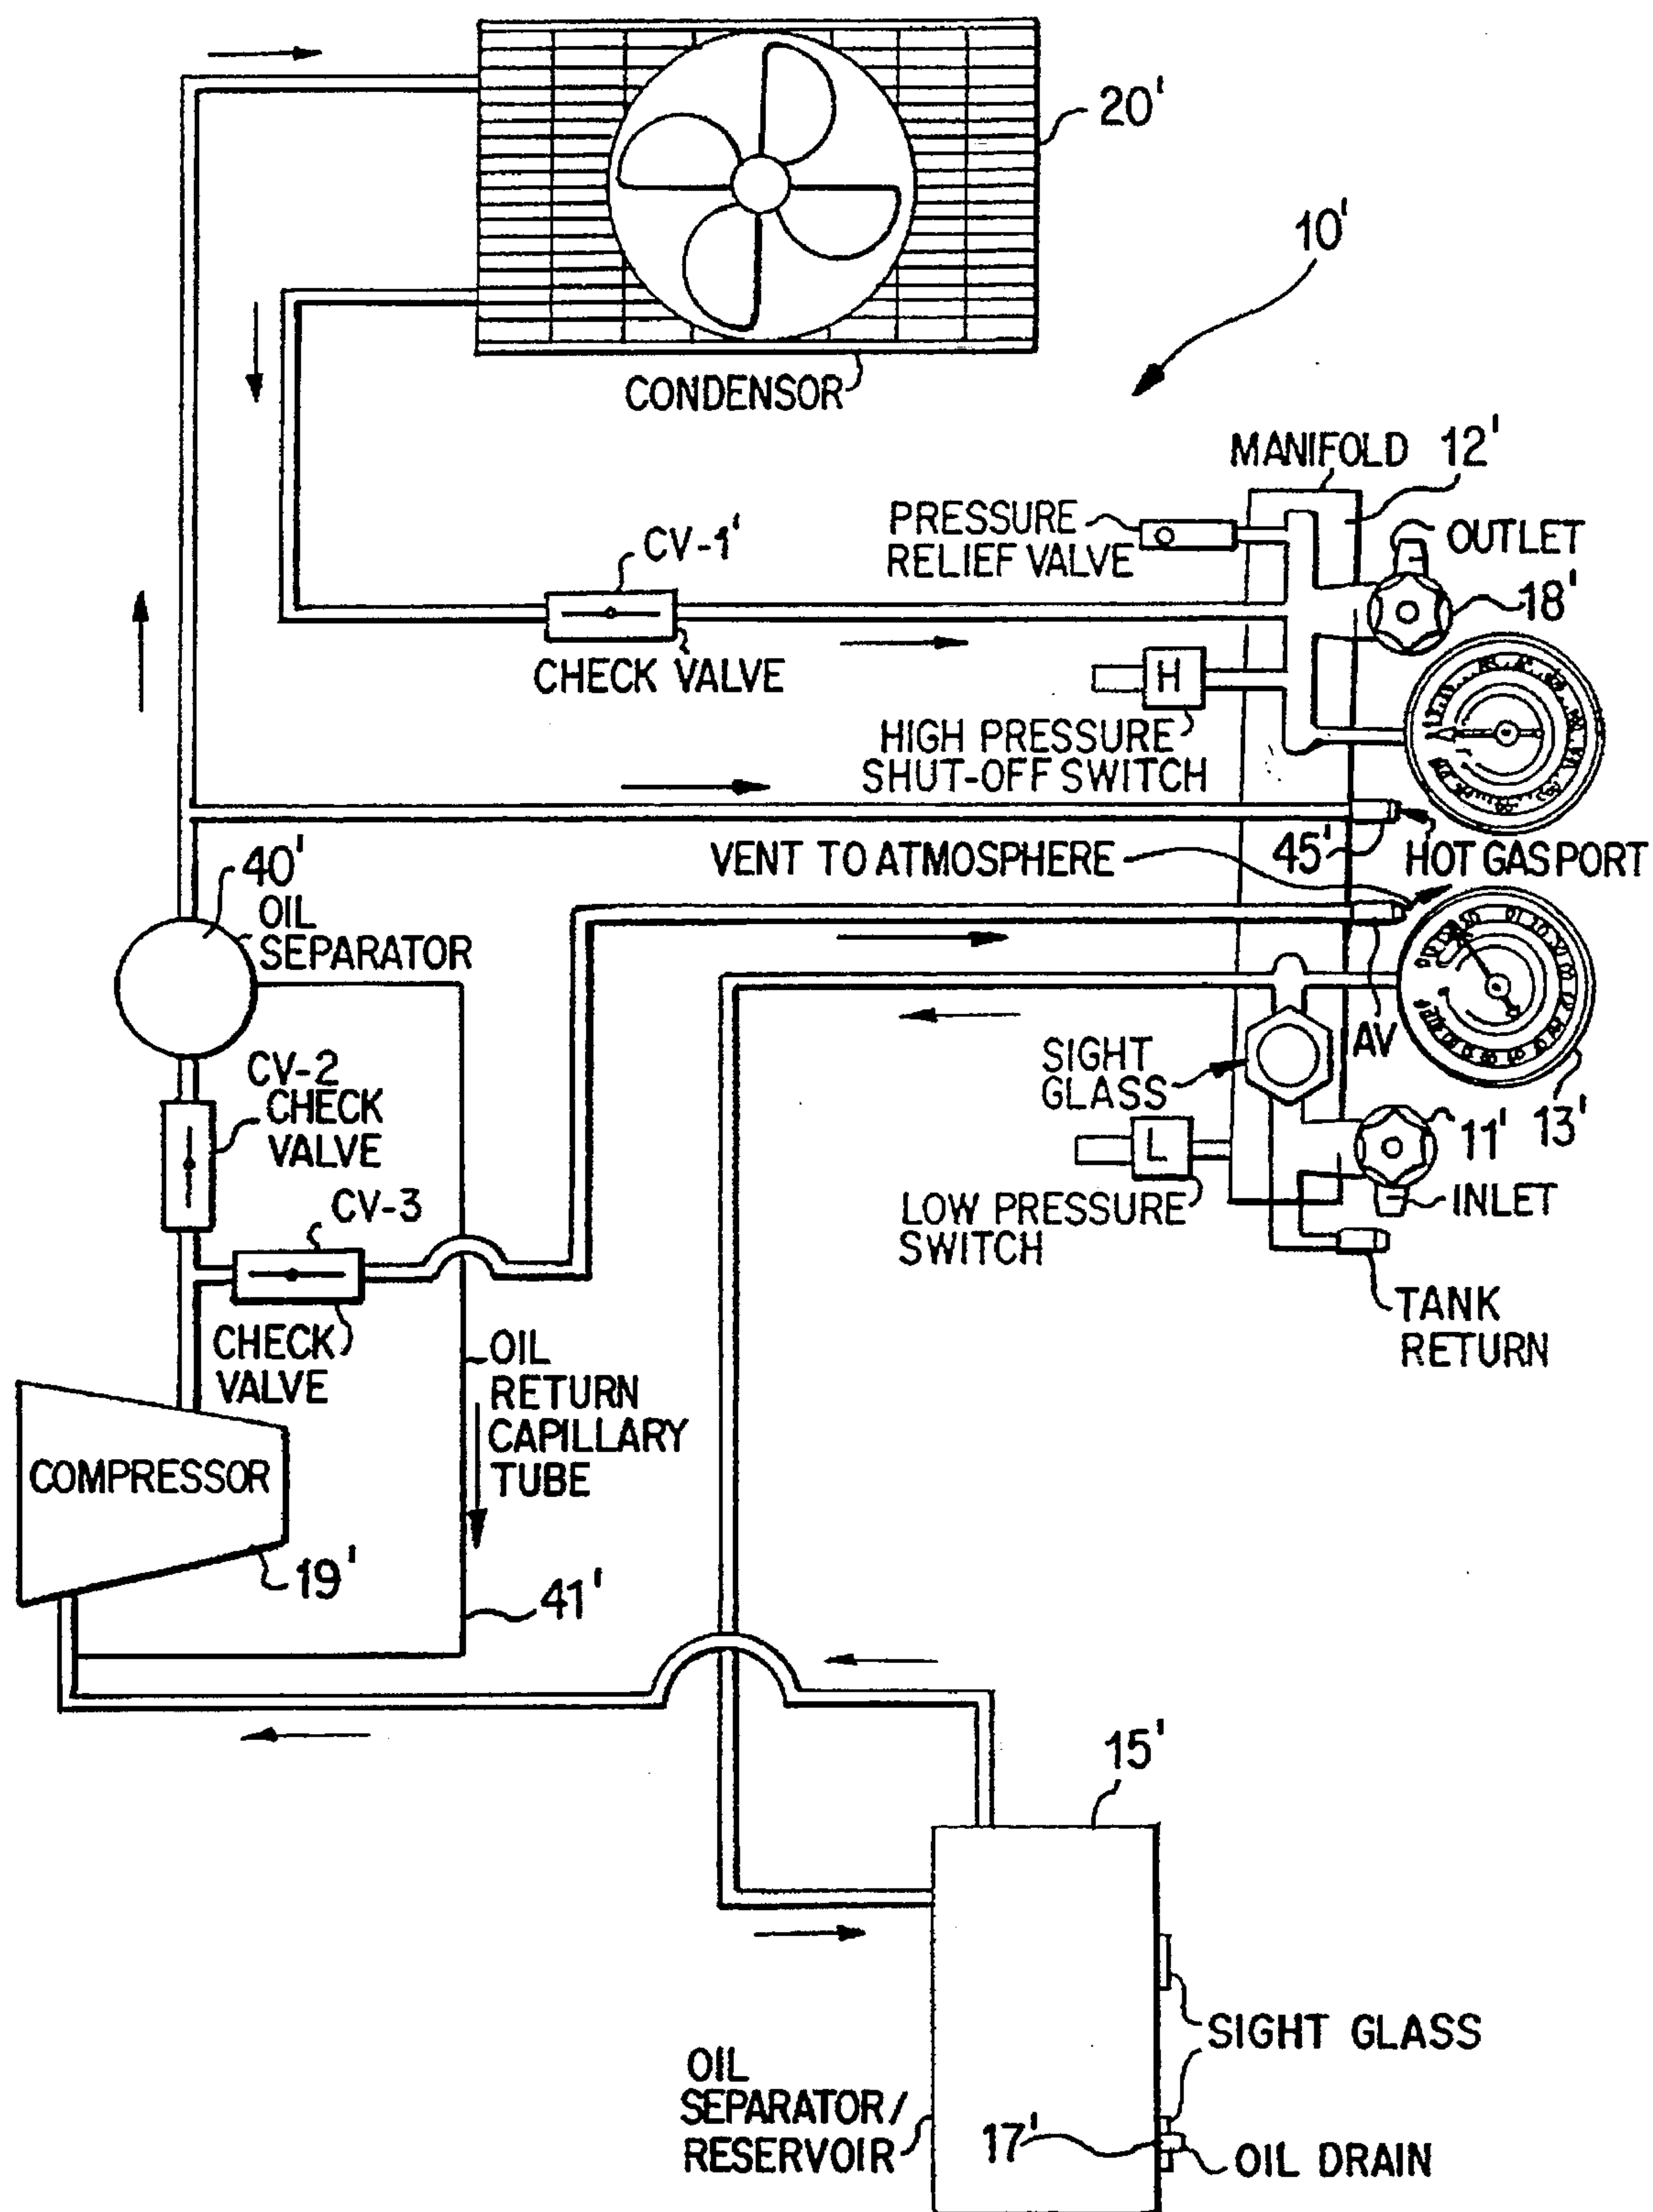 20'
10'
CONDENSOR
MANIFOLD 12'
PRESSURE
RELIEF VALVE
OUTLET
18'
CV-1'
CHECK VALVE
H
HIGH PRESSURE
SHUT-OFF SWITCH
VENT TO ATMOSPHERE
45'
HOT GAS PORT
40'
OIL
SEPARATOR
CV-2
CHECK
VALVE
CV-3
CHECK
VALVE
SIGHT
GLASS
AV
13'
11'
L
INLET
LOW PRESSURE
SWITCH
TANK
RETURN
OIL
RETURN
CAPILLARY
TUBE
COMPRESSOR
19'
41'
15'
SIGHT GLASS
OIL
SEPARATOR/
RESERVOIR
17'
OIL DRAIN